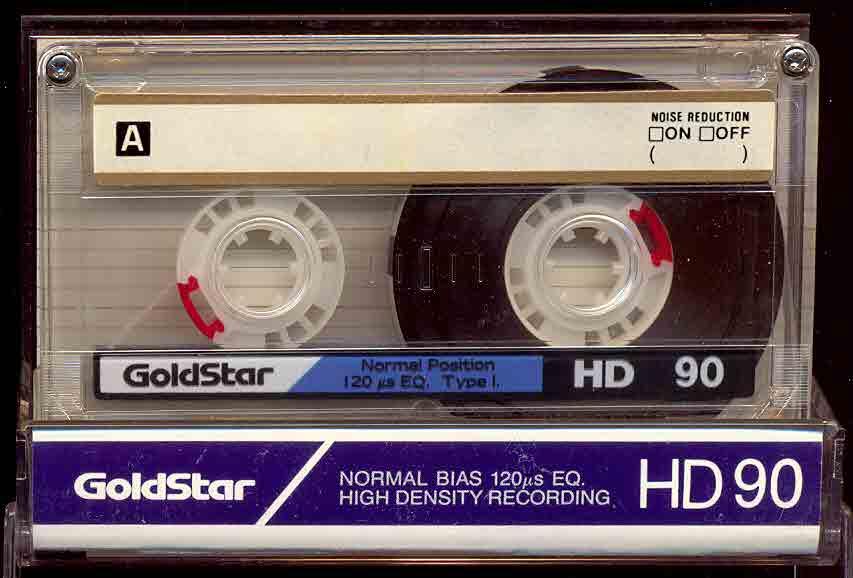 A
NOISE REDUCTION
□ON □OFF
( )
GoldStar
Normal Position
120 µs EQ. Type I.
HD 90
GoldStar
NORMAL BIAS 120µs EQ.
HIGH DENSITY RECORDING
HD 90